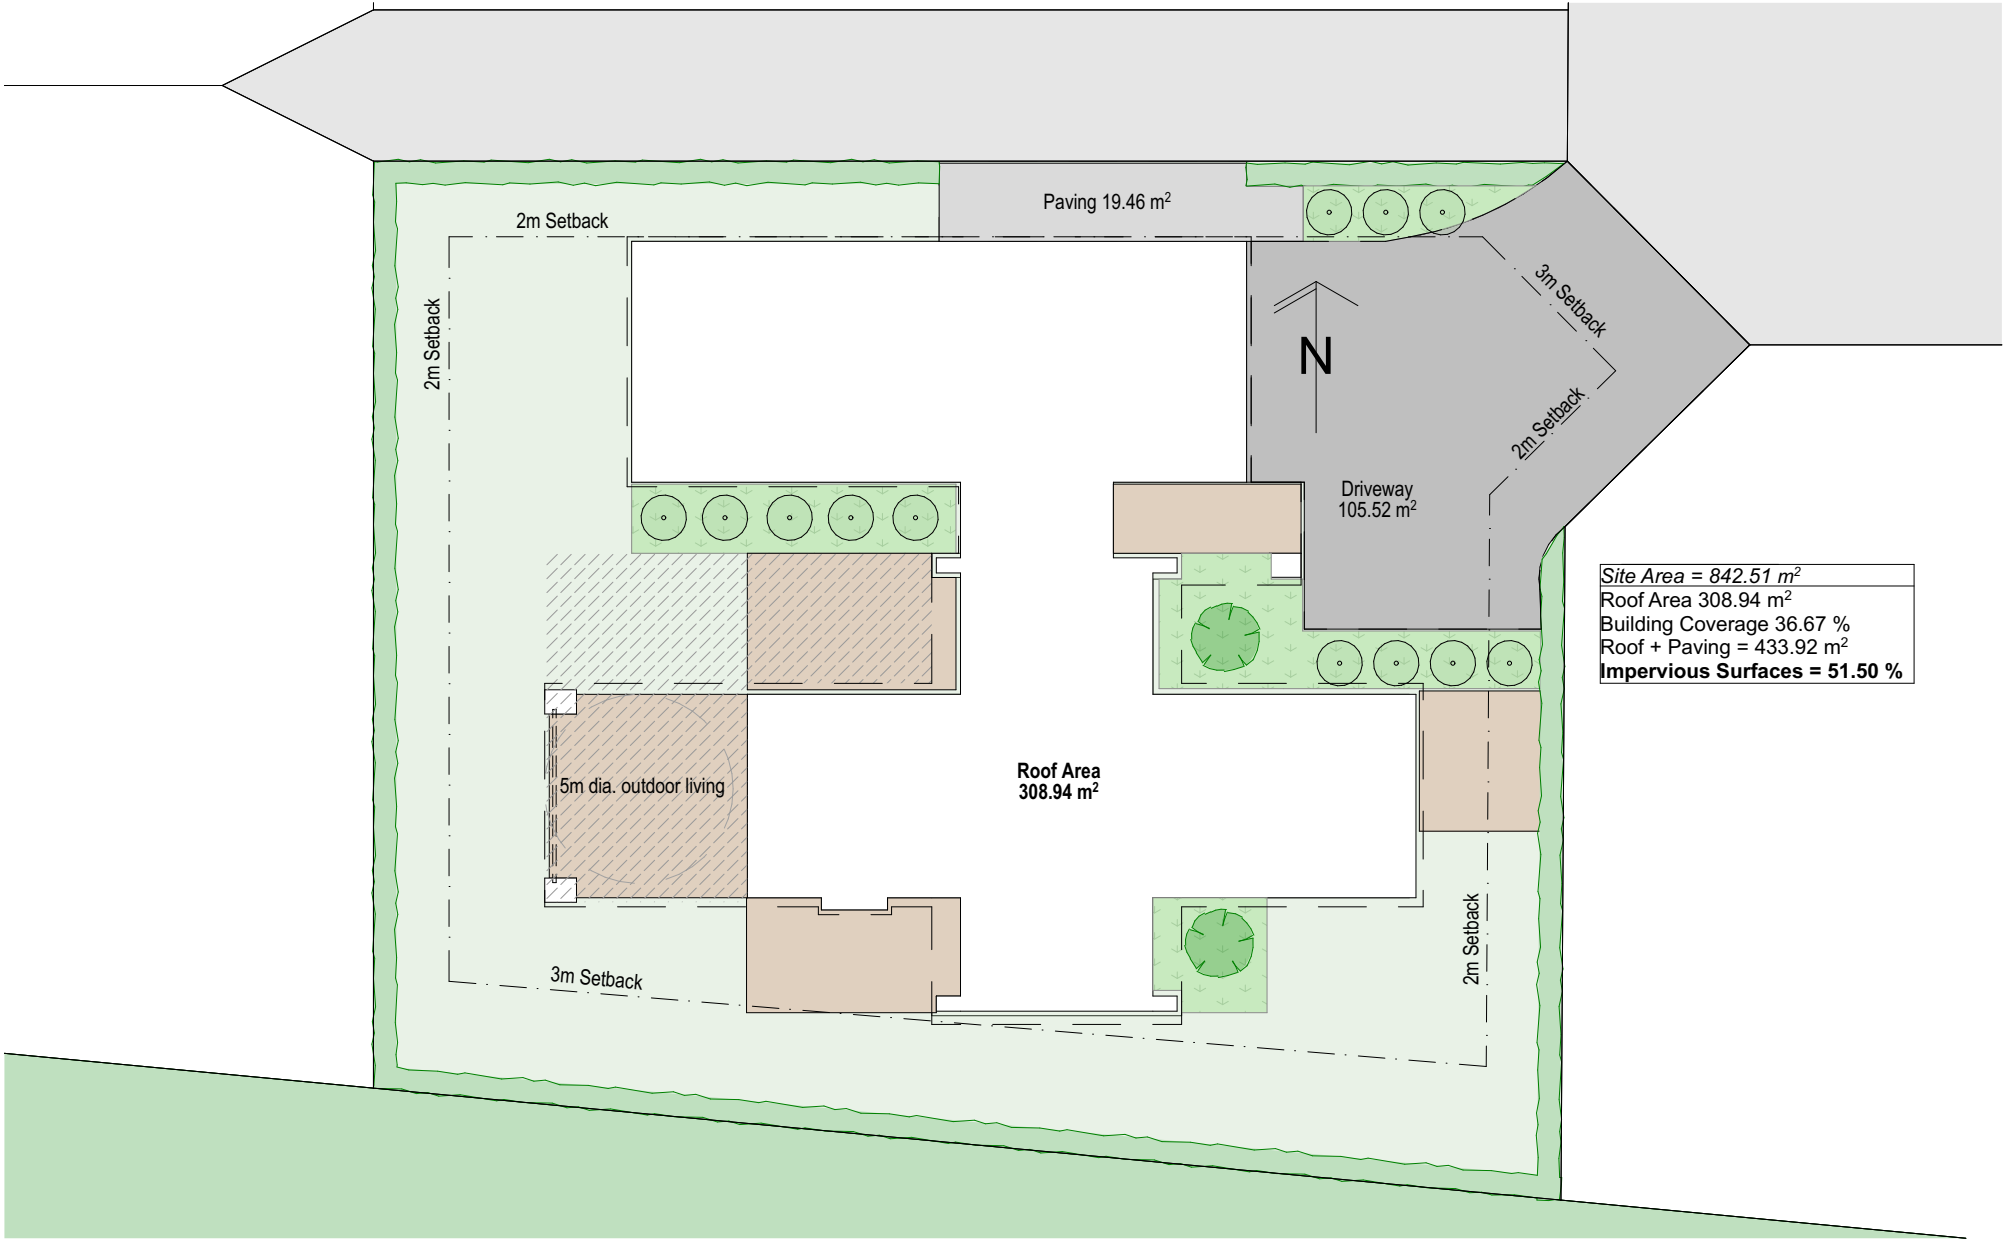 Paving 19.46 m²
2m Setback
3m Setback
2m Setback
N
2m Setback
Driveway
105.52 m²
Site Area = 842.51 m²
Roof Area 308.94 m²
Building Coverage 36.67 %
Roof + Paving = 433.92 m²
Impervious Surfaces = 51.50 %
5m dia. outdoor living
Roof Area
308.94 m²
2m Setback
3m Setback